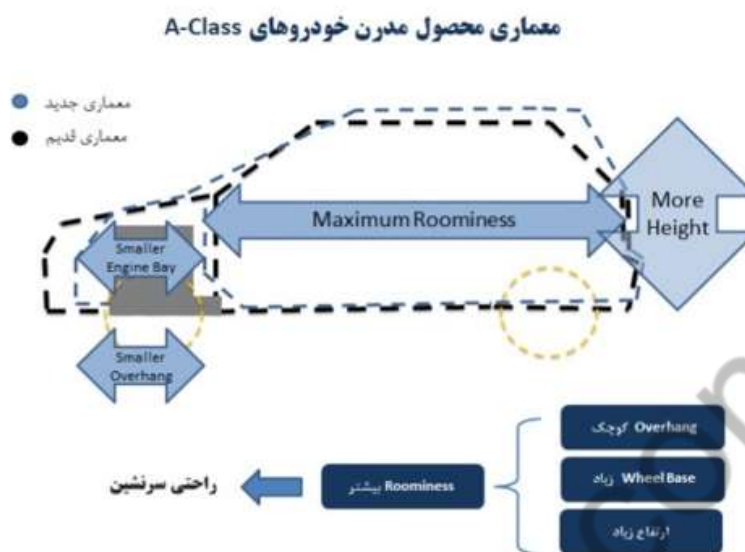 معماری محصول مدرن خودروهای A-Class
معماری جدید
معماری قدیم
Maximum Roominess
More
Height
Smaller
Engine Bay
Smaller
Overhang
Overhang کوچک
Wheel Base زیاد
ارتفاع زیاد
Roominess بیشتر
راحتی سرنشین